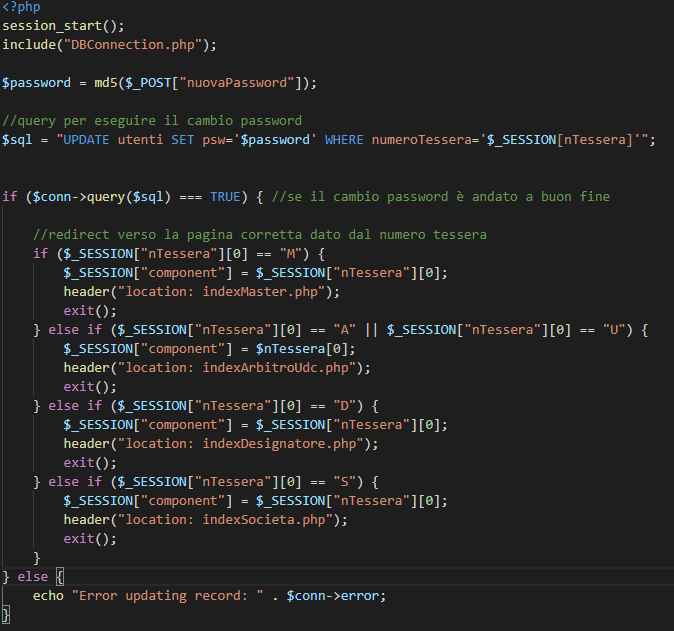 <?php
session_start();
include("DBConnection.php");

$password = md5($_POST["nuovaPassword"]);

//query per eseguire il cambio password
$sql = "UPDATE utenti SET psw='$password' WHERE numeroTessera='$_SESSION[nTessera]'";


if ($conn->query($sql) === TRUE) { //se il cambio password è andato a buon fine

    //redirect verso la pagina corretta dato dal numero tessera
    if ($_SESSION["nTessera"][0] == "M") {
        $_SESSION["component"] = $_SESSION["nTessera"][0];
        header("location: indexMaster.php");
        exit();
    } else if ($_SESSION["nTessera"][0] == "A" || $_SESSION["nTessera"][0] == "U") {
        $_SESSION["component"] = $nTessera[0];
        header("location: indexArbitroUdc.php");
        exit();
    } else if ($_SESSION["nTessera"][0] == "D") {
        $_SESSION["component"] = $_SESSION["nTessera"][0];
        header("location: indexDesignatore.php");
        exit();
    } else if ($_SESSION["nTessera"][0] == "S") {
        $_SESSION["component"] = $_SESSION["nTessera"][0];
        header("location: indexSocieta.php");
        exit();
    }
} else {
    echo "Error updating record: " . $conn->error;
}